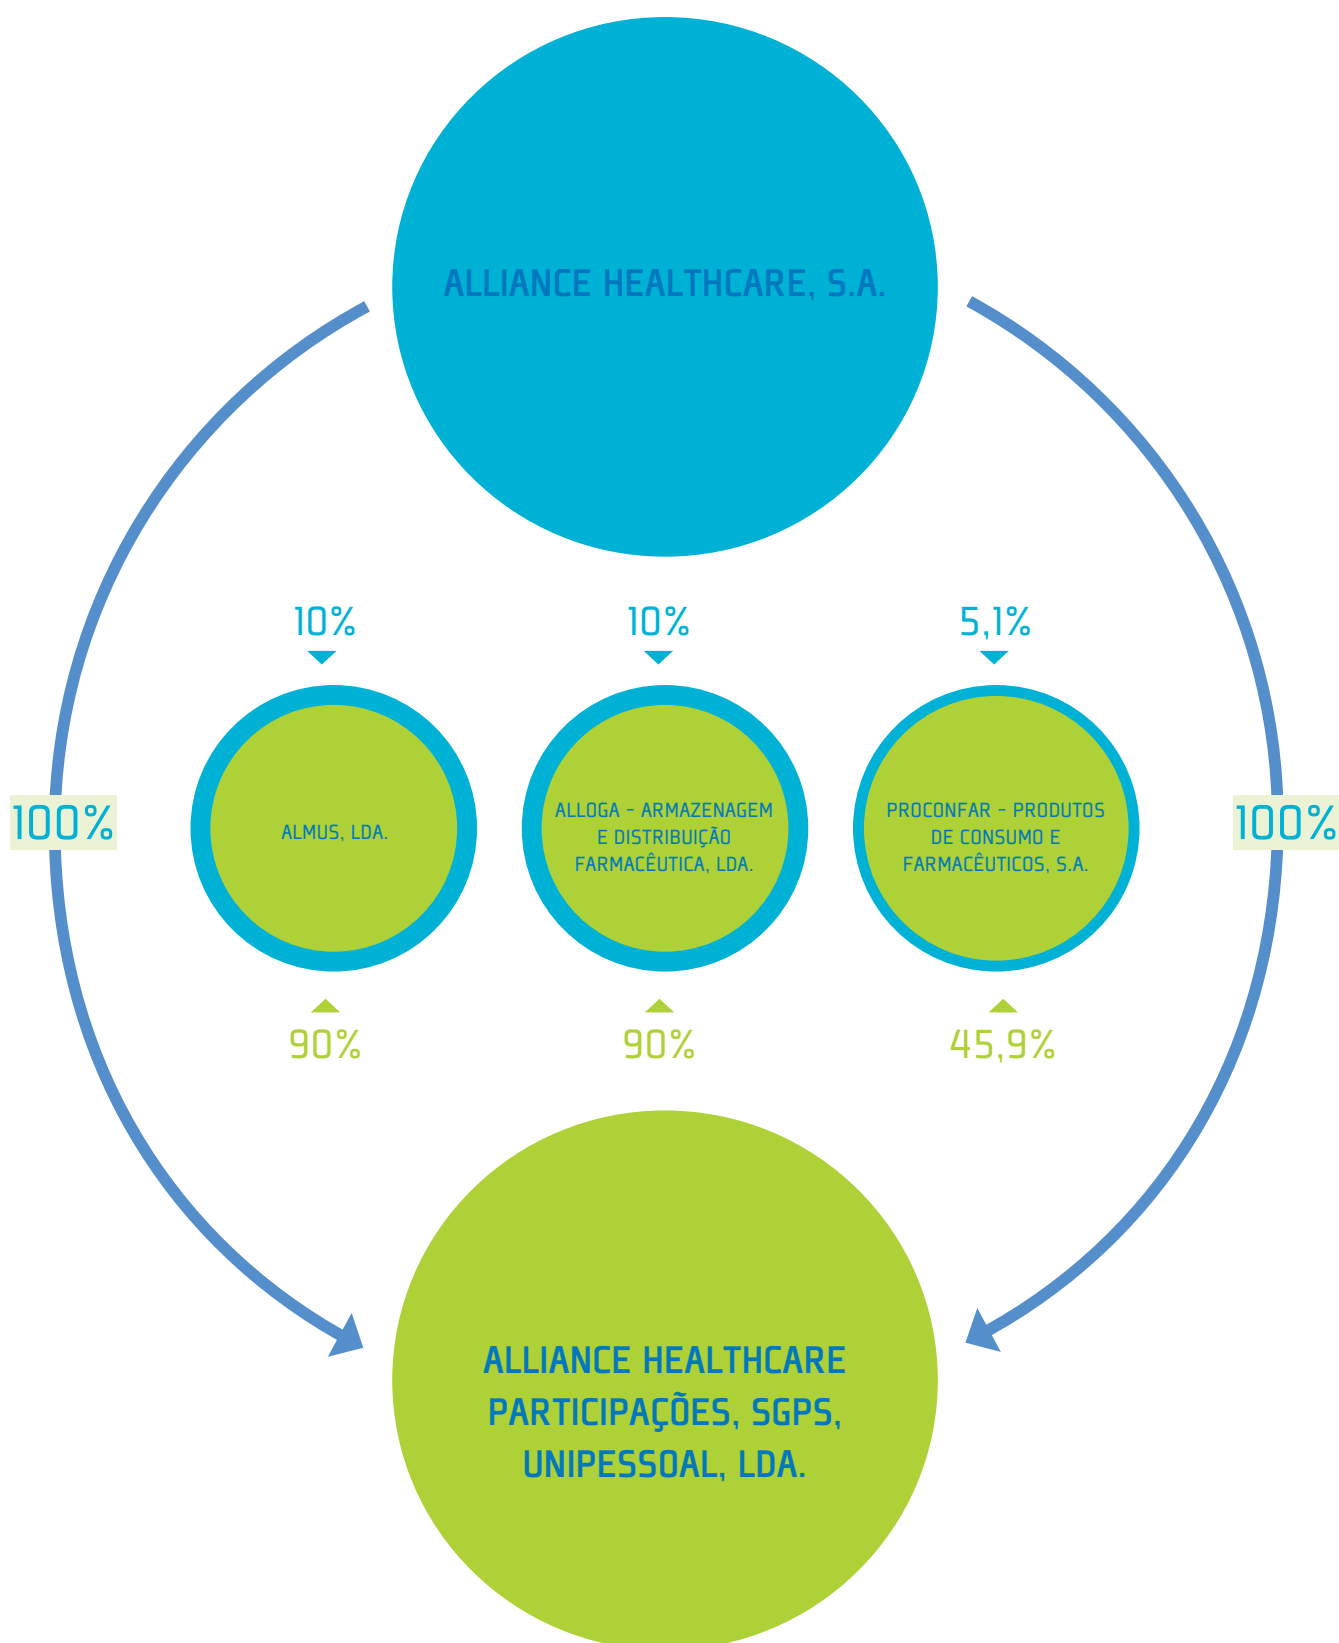 ALLIANCE HEALTHCARE, S.A.
10%
10%
5,1%
100%
ALMUS, LDA.
ALLOGA - ARMAZENAGEM
E DISTRIBUIÇÃO
FARMACÊUTICA, LDA.
PROCONFAR - PRODUTOS
DE CONSUMO E
FARMACÊUTICOS, S.A.
100%
90%
90%
45,9%
ALLIANCE HEALTHCARE
PARTICIPAÇÕES, SGPS,
UNIPESSOAL, LDA.